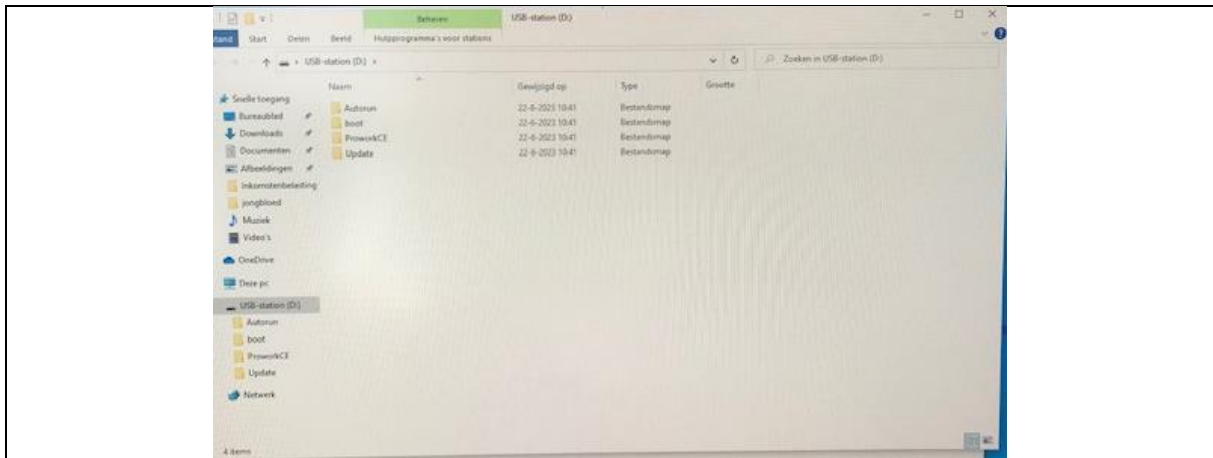 Beheren
USB-station (D:)
tand Start Delen Beeld Hulpprogramma's voor stations
USB-station (D:)
Zoeken in USB-station (D:)
Naam Gewijzigd op Type Grootte
Snelle toegang
Bureaublad
Downloads
Documenten
Afbeeldingen
Inkomstenbelasting
jongbloed
Muziek
Video's
OneDrive
Deze pc
USB-station (D:)
Autorun
boot
ProworkCE
Update
Netwerk
Autorun 22-6-2023 10:41 Bestandsmap
boot 22-6-2023 10:41 Bestandsmap
ProworkCE 22-6-2023 10:41 Bestandsmap
Update 22-6-2023 10:41 Bestandsmap
4 items